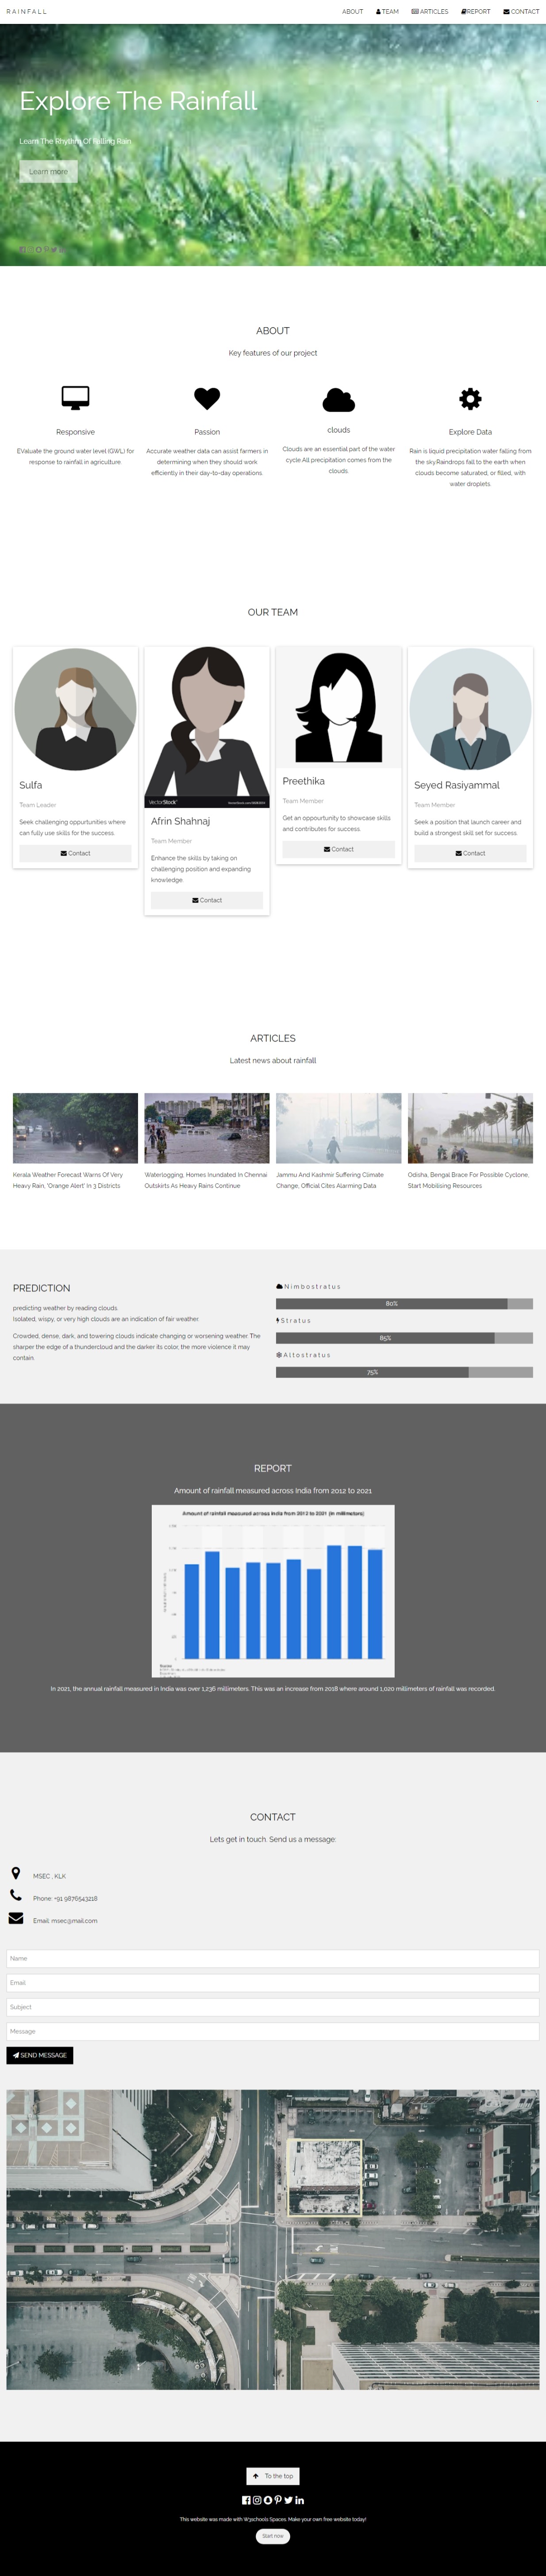 RAINFALL
ABOUT TEAM ARTICLES REPORT CONTACT
Explore The Rainfall
Learn The Rhythm Of Falling Rain
Learn more
ABOUT
Key features of our project
Responsive
EValuate the ground water level (GWL) for
response to rainfall in agriculture.
Passion
Accurate weather data can assist farmers in
determining when they should work
efficiently in their day-to-day operations.
clouds
Clouds are an essential part of the water
cycle.All precipitation comes from the
clouds.
Explore Data
Rain is liquid precipitation water falling from
the sky.Raindrops fall to the earth when
clouds become saturated, or filled, with
water droplets.
OUR TEAM
Sulfa
Team Leader
Seek challenging oppurtunities where
can fully use skills for the success.
Contact
VectorStock
Afrin Shahnaj
Team Member
Enhance the skills by taking on
challenging position and expanding
knowledge.
Contact
Preethika
Team Member
Get an oppourtunity to showcase skills
and contributes for success.
Contact
Seyed Rasiyammal
Team Member
Seek a position that launch career and
build a strongest skill set for success.
Contact
ARTICLES
Latest news about rainfall
Kerala Weather Forecast Warns Of Very
Heavy Rain, 'Orange Alert' In 3 Districts
Waterlogging, Homes Inundated In Chennai
Outskirts As Heavy Rains Continue
Jammu And Kashmir Suffering Climate
Change, Official Cites Alarming Data
Odisha, Bengal Brace For Possible Cyclone,
Start Mobilising Resources
PREDICTION
predicting weather by reading clouds.
Isolated, wispy, or very high clouds are an indication of fair weather.
Crowded, dense, dark, and towering clouds indicate changing or worsening weather. The
sharper the edge of a thundercloud and the darker its color, the more violence it may
contain.
Nimbostratus
80%
Stratus
85%
Altostratus
75%
REPORT
Amount of rainfall measured across India from 2012 to 2021
Amount of rainfall measured across India from 2012 to 2021 (in millimeters)
In 2021, the annual rainfall measured in India was over 1,236 millimeters. This was an increase from 2018 where around 1,020 millimeters of rainfall was recorded.
CONTACT
Lets get in touch. Send us a message:
MSEC , KLK
Phone: +91 9876543218
Email: msec@mail.com
Name
Email
Subject
Message
SEND MESSAGE
To the top
This website was made with W3schools Spaces. Make your own free website today!
Start now